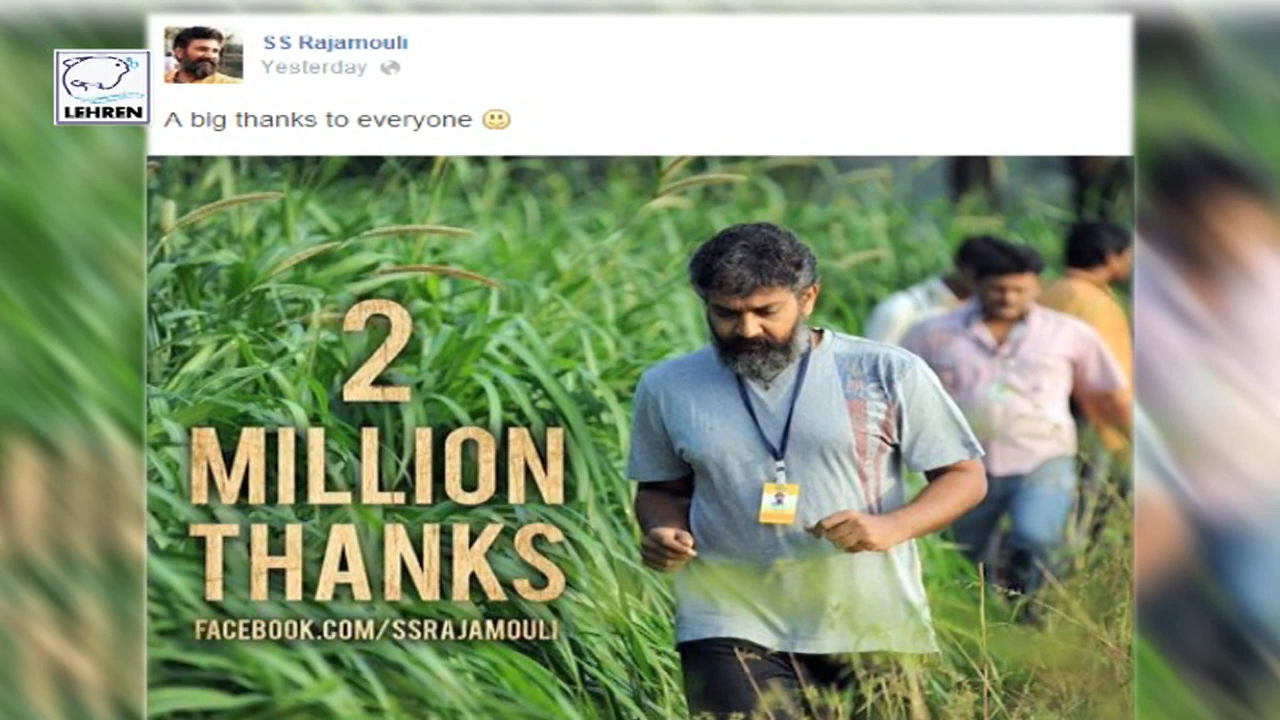 SS Rajamouli
Yesterday
LEHREN
A big thanks to everyone
2
MILLION
THANKS
FACEBOOK.COM/SSRAJAMOULI